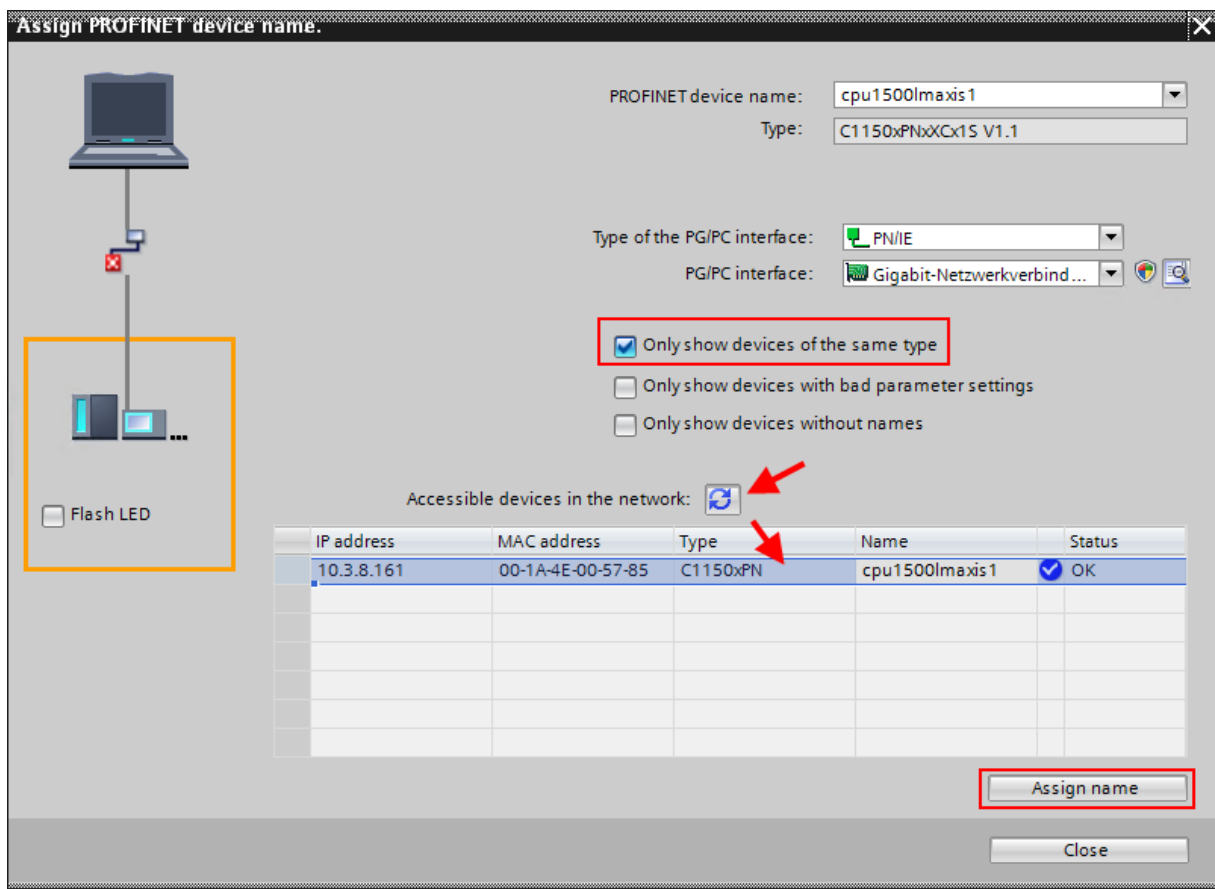 Assign PROFINET device name.
PROFINET device name: cpu1500lmaxis1
Type: C1150xPNxXCx1S V1.1
Type of the PG/PC interface: PN/IE
PG/PC interface: Gigabit-Netzwerkverbind...
Only show devices of the same type
Only show devices with bad parameter settings
Only show devices without names
Flash LED
Accessible devices in the network:
IP address MAC address Type Name Status
10.3.8.161 00-1A-4E-00-57-85 C1150xPN cpu1500lmaxis1 OK
Assign name
Close